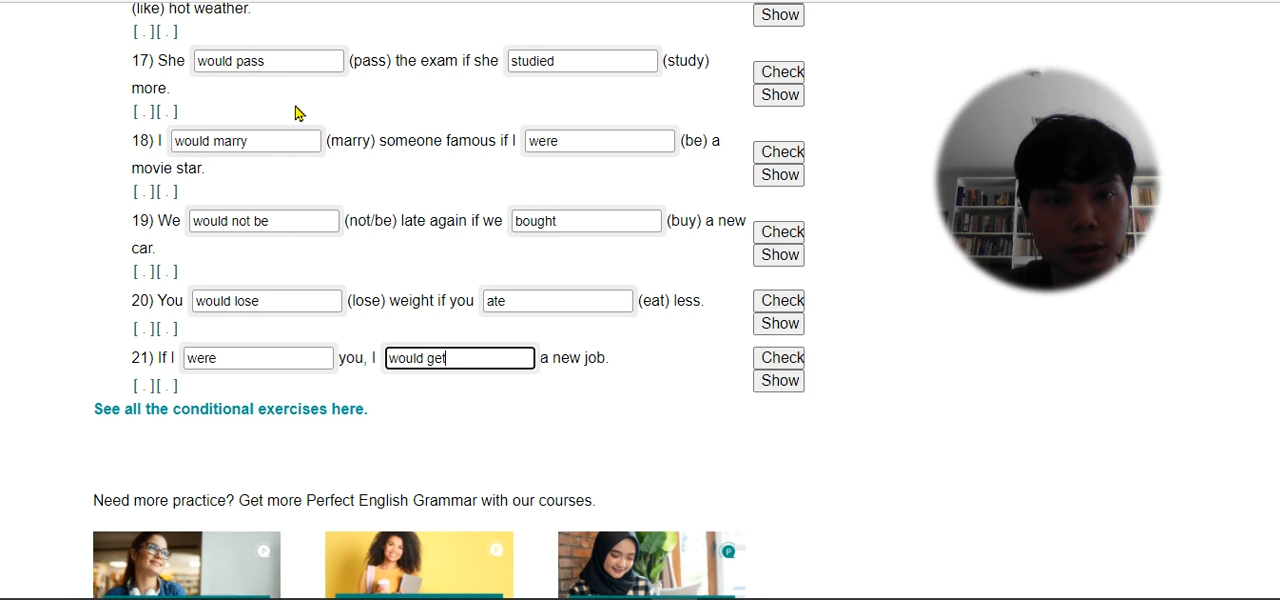 (like) hot weather.
Show
[ . ][ . ]
17) She would pass (pass) the exam if she studied (study)
Check
more.
Show
[ . ][ . ]
18) I would marry (marry) someone famous if I were (be) a
Check
movie star.
Show
[ . ][ . ]
19) We would not be (not/be) late again if we bought (buy) a new
Check
car.
Show
[ . ][ . ]
20) You would lose (lose) weight if you ate (eat) less.
Check
Show
[ . ][ . ]
21) If I were you, I would get a new job.
Check
Show
[ . ][ . ]
See all the conditional exercises here.
Need more practice? Get more Perfect English Grammar with our courses.